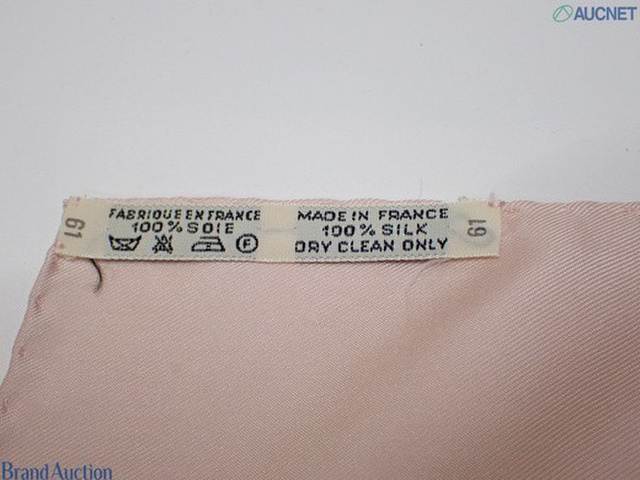 AUCNET
61
FABRIQUE EN FRANCE
100% SOIE
F
MADE IN FRANCE
100% SILK
DRY CLEAN ONLY
61
Brand Auction